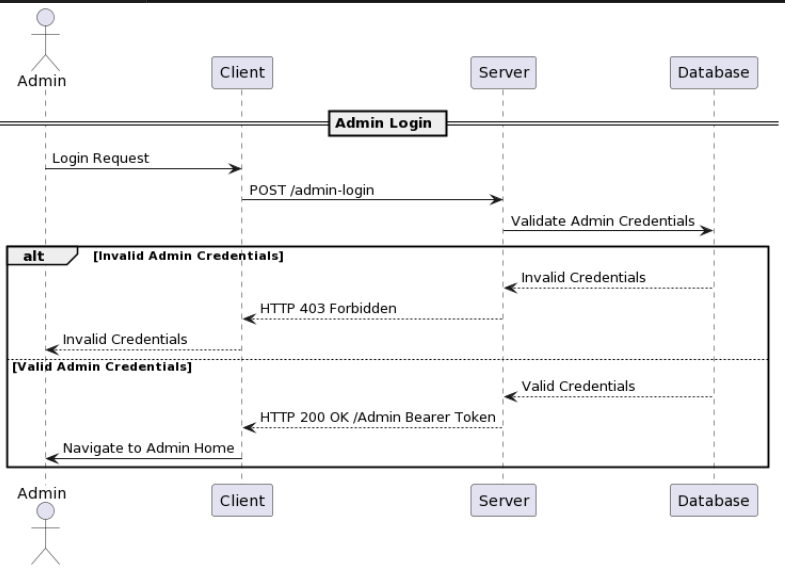 Admin
Client
Server
Database
Admin Login
Login Request
POST /admin-login
Validate Admin Credentials
alt
[Invalid Admin Credentials]
Invalid Credentials
HTTP 403 Forbidden
Invalid Credentials
[Valid Admin Credentials]
Valid Credentials
HTTP 200 OK /Admin Bearer Token
Navigate to Admin Home
Admin
Client
Server
Database